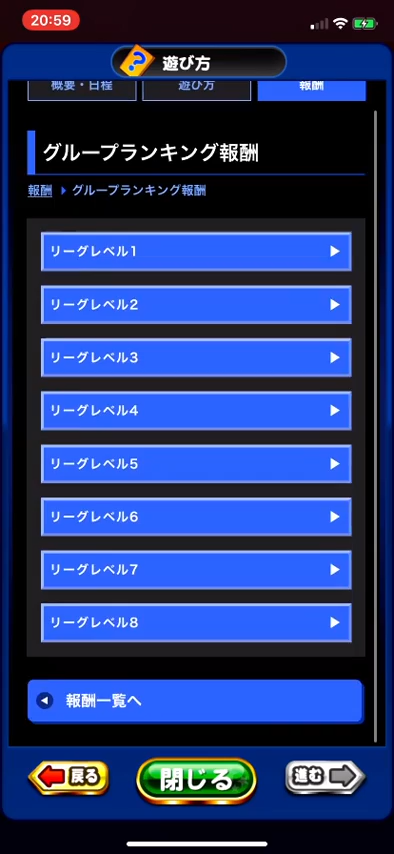 20:59
遊び方
概要・日程
遊び方
報酬
グループランキング報酬
報酬 ▶ グループランキング報酬
リーグレベル1
リーグレベル2
リーグレベル3
リーグレベル4
リーグレベル5
リーグレベル6
リーグレベル7
リーグレベル8
報酬一覧へ
戻る
閉じる
進む